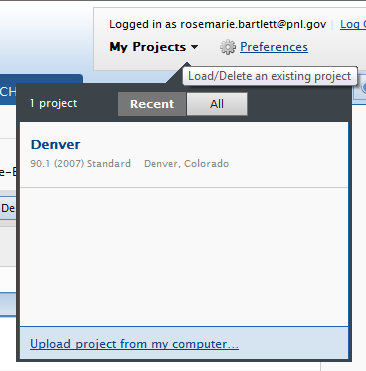 Logged in as rosemarie.bartlett@pnl.gov | Log
My Projects Preferences
Load/Delete an existing project
CH
1 project Recent All
Denver
90.1 (2007) Standard Denver, Colorado
e-E
De
Upload project from my computer...